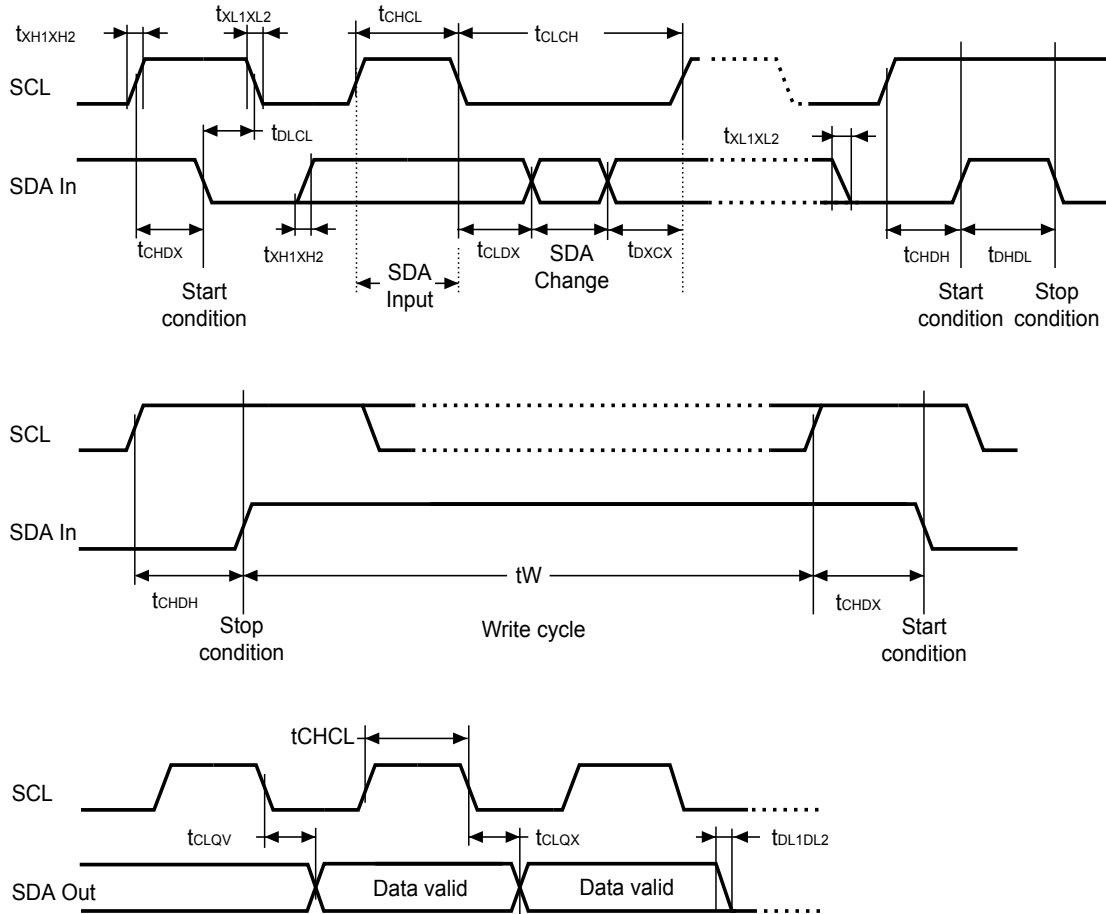 tXL1XL2 tCHCL tCLCH
tXH1XH2
SCL
tDLCL tXL1XL2
SDA In
tCHDX tXH1XH2 tCLDX SDA tDXCX tCHDH tDHDL
Change
SDA
Input
Start Start Stop
condition condition condition
SCL
SDA In
tCHDH tW tCHDX
Stop Write cycle Start
condition condition
tCHCL
SCL
tCLQV tCLQX tDL1DL2
SDA Out Data valid Data valid